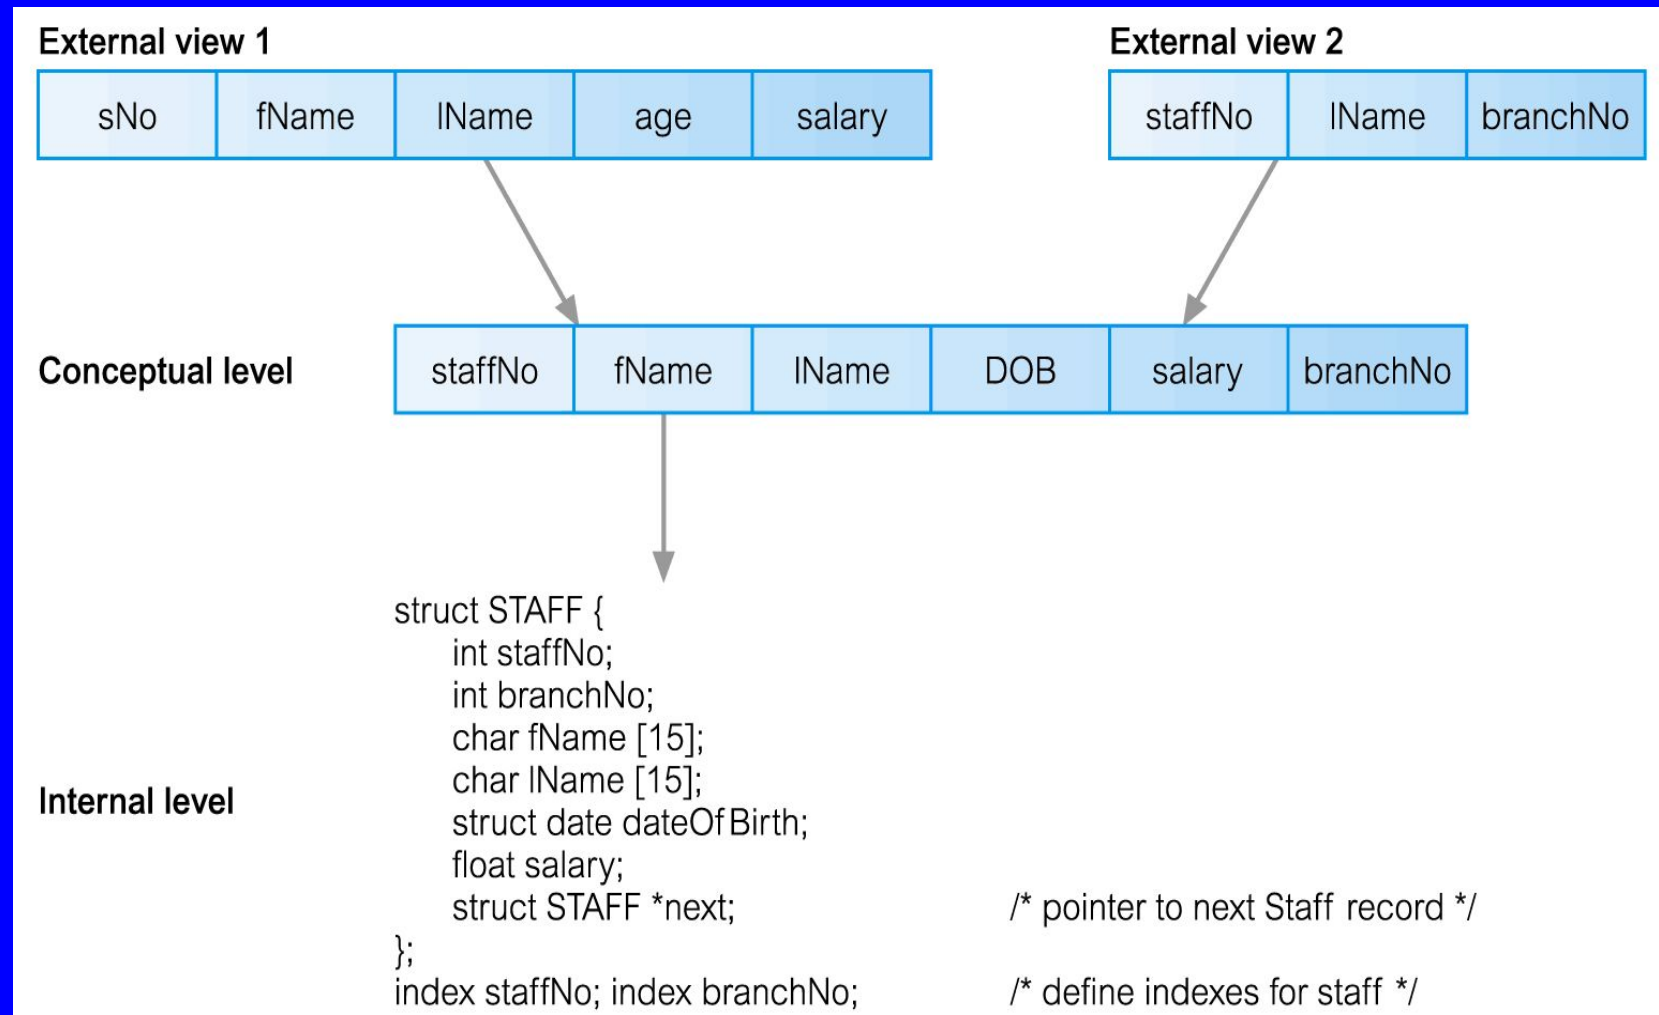 External view 1
External view 2
sNo fName lName age salary
staffNo lName branchNo
Conceptual level
staffNo fName lName DOB salary branchNo
Internal level
struct STAFF {
int staffNo;
int branchNo;
char fName [15];
char lName [15];
struct date dateOfBirth;
float salary;
struct STAFF *next; /* pointer to next Staff record */
};
index staffNo; index branchNo; /* define indexes for staff */